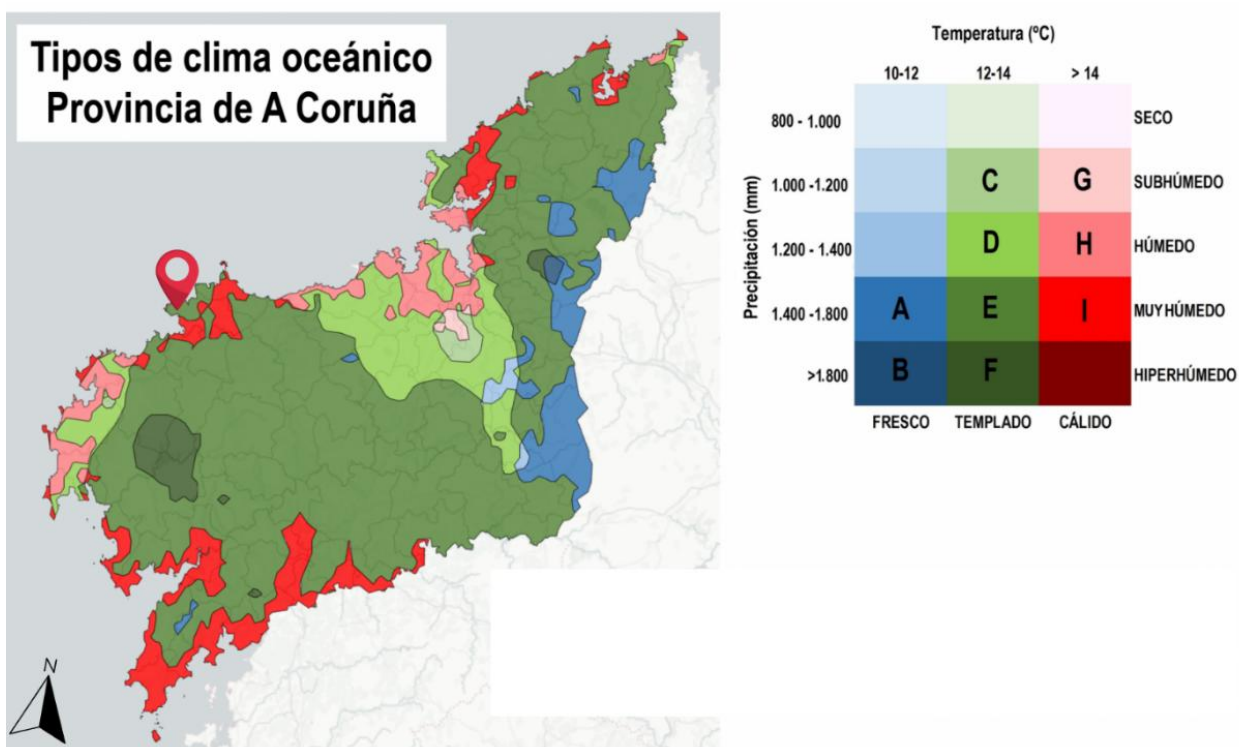 Tipos de clima oceánico
Provincia de A Coruña
N
Temperatura (ºC)
10-12 12-14 > 14
Precipitación (mm)
800 - 1.000 SECO
1.000 -1.200 C G SUBHÚMEDO
1.200 - 1.400 D H HÚMEDO
1.400 -1.800 A E I MUY HÚMEDO
>1.800 B F HIPERHÚMEDO
FRESCO TEMPLADO CÁLIDO